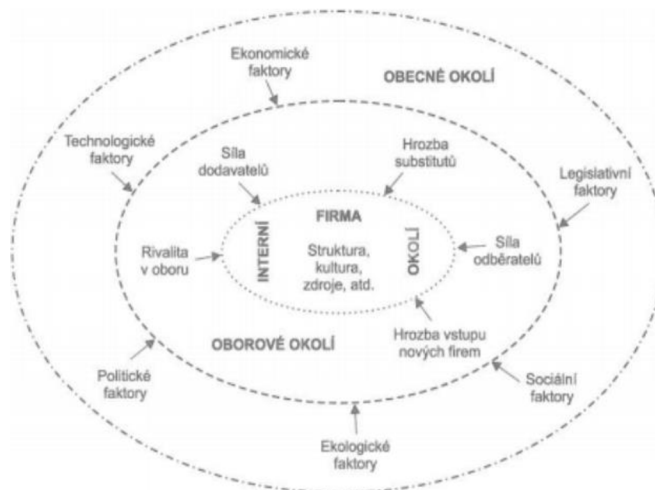 Ekonomické
faktory
OBECNÉ OKOLÍ
Technologické
faktory
Síla
dodavatelů
Hrozba
substitutů
Legislativní
faktory
FIRMA
INTERNÍ
OKOLÍ
Struktura,
kultura,
zdroje, atd.
Rivalita
v oboru
Síla
odběratelů
OBOROVÉ OKOLÍ
Hrozba vstupu
nových firem
Politické
faktory
Sociální
faktory
Ekologické
faktory